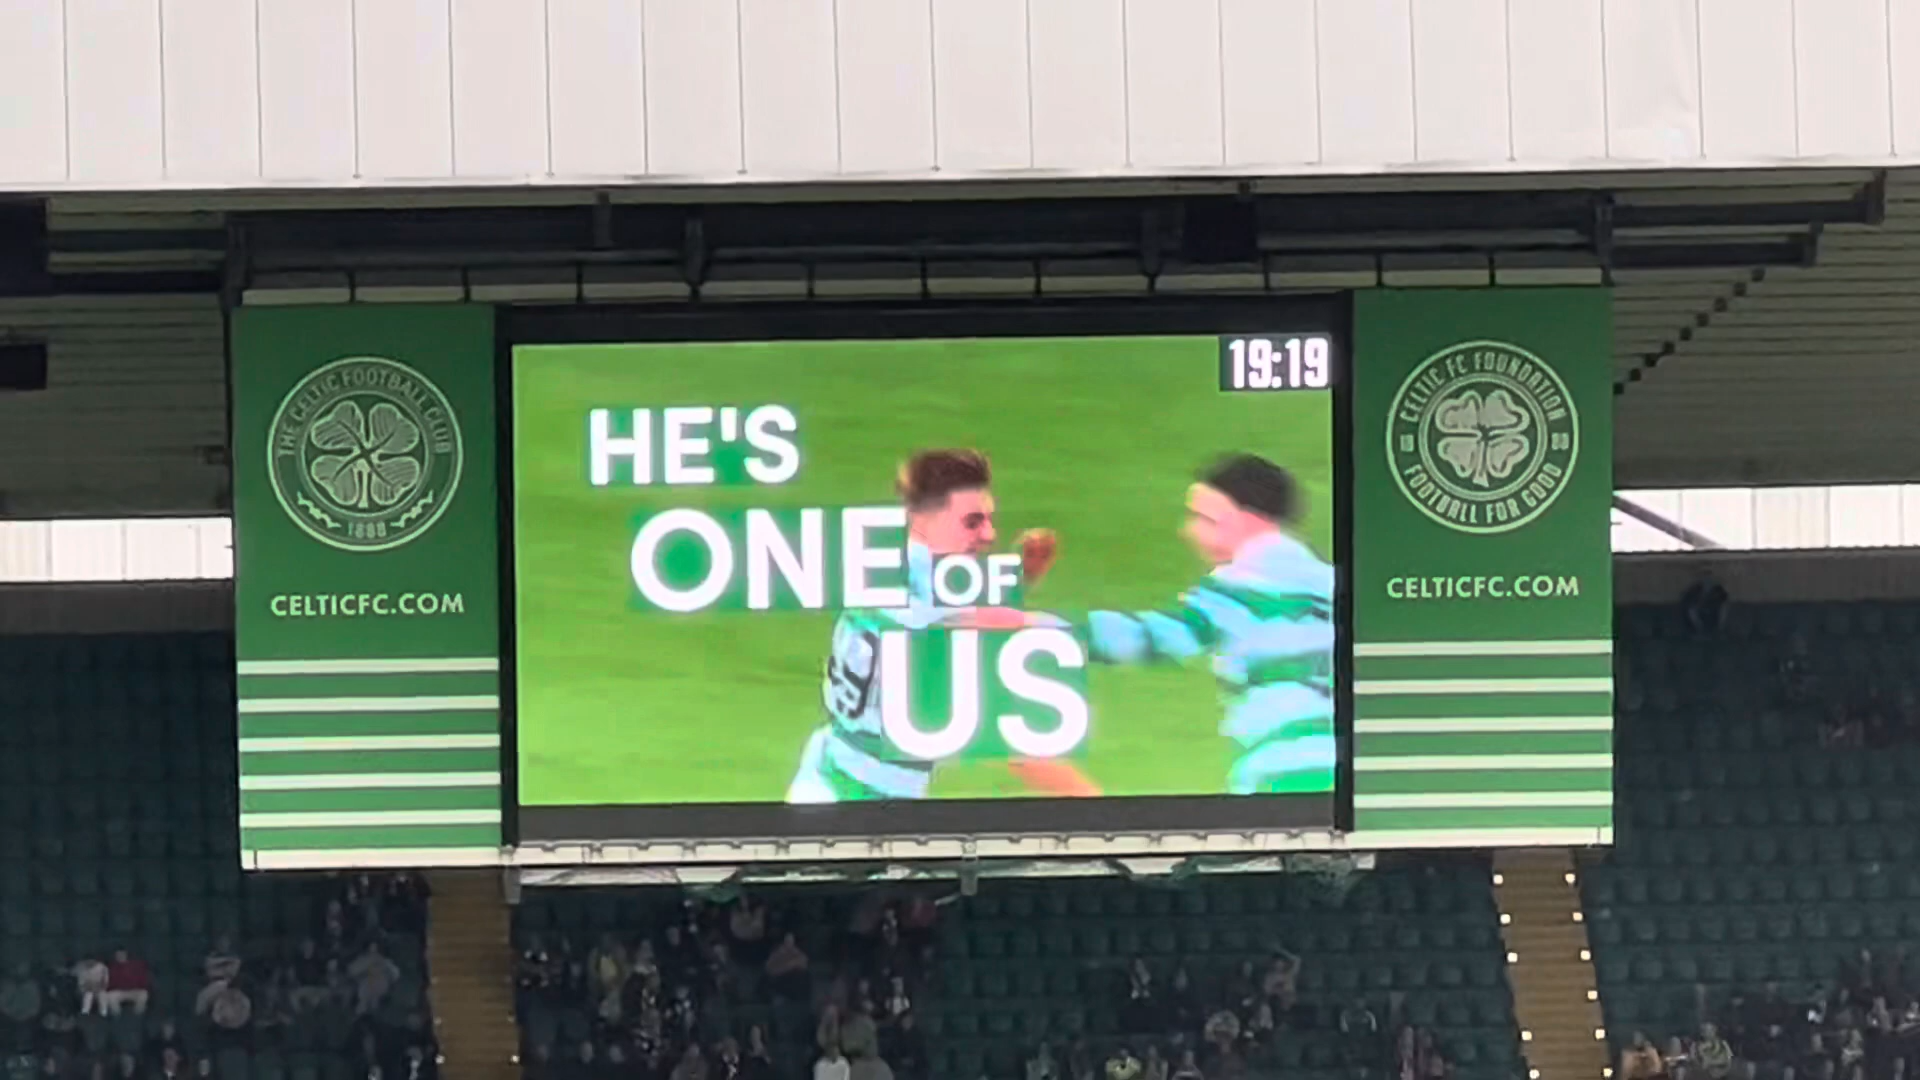 THE CELTIC FOOTBALL CLUB
1888
CELTICFC.COM
19:19
HE'S
ONE OF
US
CELTIC FC FOUNDATION
FOOTBALL FOR GOOD
CELTICFC.COM